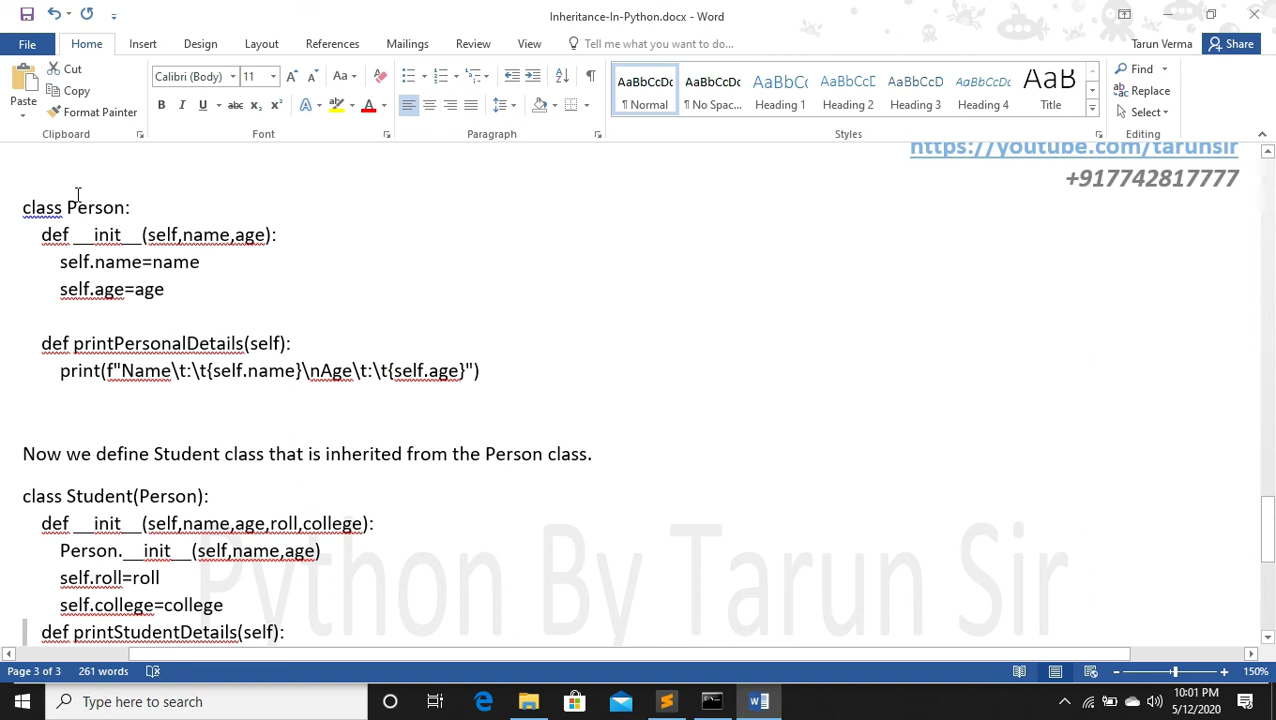 Inheritance-In-Python.docx - Word
File Home Insert Design Layout References Mailings Review View Tell me what you want to do... Tarun Verma Share
Paste Cut Copy Format Painter
Calibri (Body) 11
AaBbCcDc AaBbCcDc AaBbCc AaBbCcD AaBbCcDc AaBbCcDc AaB
¶ Normal ¶ No Spac... Heading 1 Heading 2 Heading 3 Heading 4 Title
Find Replace Select
Clipboard Font Paragraph Styles Editing
https://youtube.com/tarunsir
+917742817777
class Person:
def __init__(self,name,age):
self.name=name
self.age=age
def printPersonalDetails(self):
print(f"Name\t:\t{self.name}\nAge\t:\t{self.age}")
Now we define Student class that is inherited from the Person class.
class Student(Person):
def __init__(self,name,age,roll,college):
Person.__init__(self,name,age)
self.roll=roll
self.college=college
def printStudentDetails(self):
Python By Tarun Sir
Page 3 of 3 261 words 150%
Type here to search
10:01 PM
5/12/2020